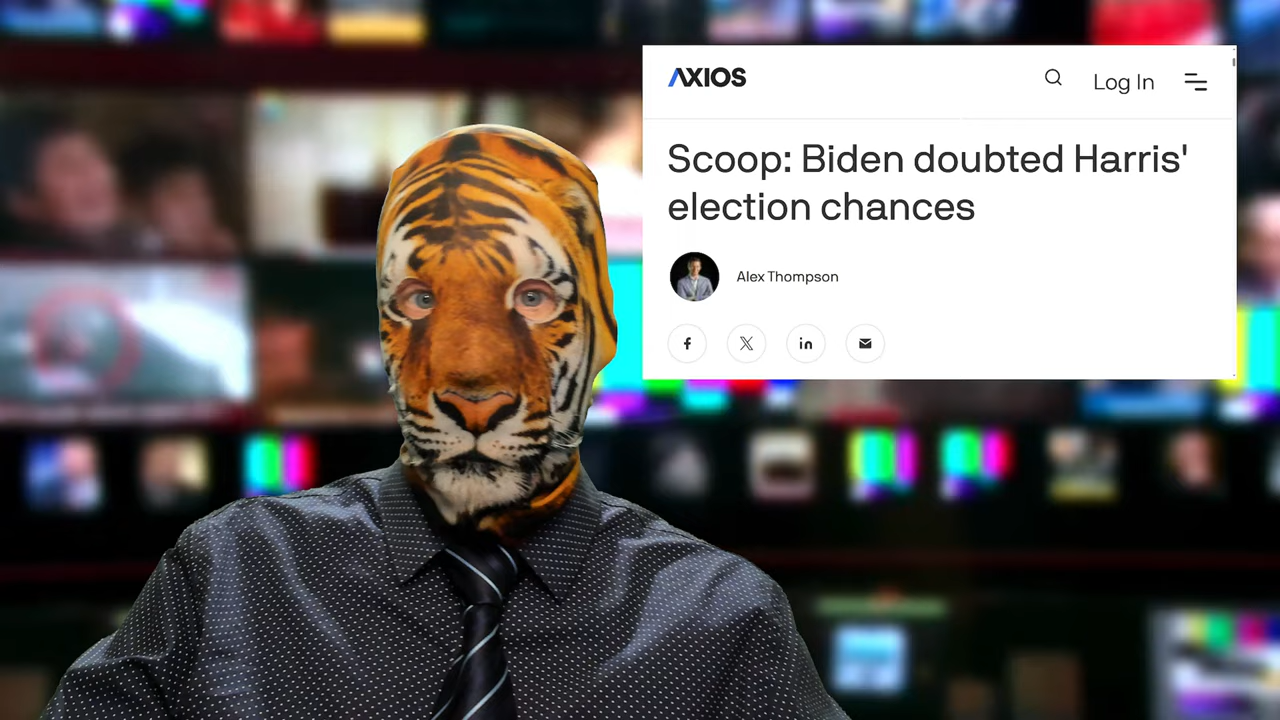 AXIOS
Log In
Scoop: Biden doubted Harris'
election chances
Alex Thompson